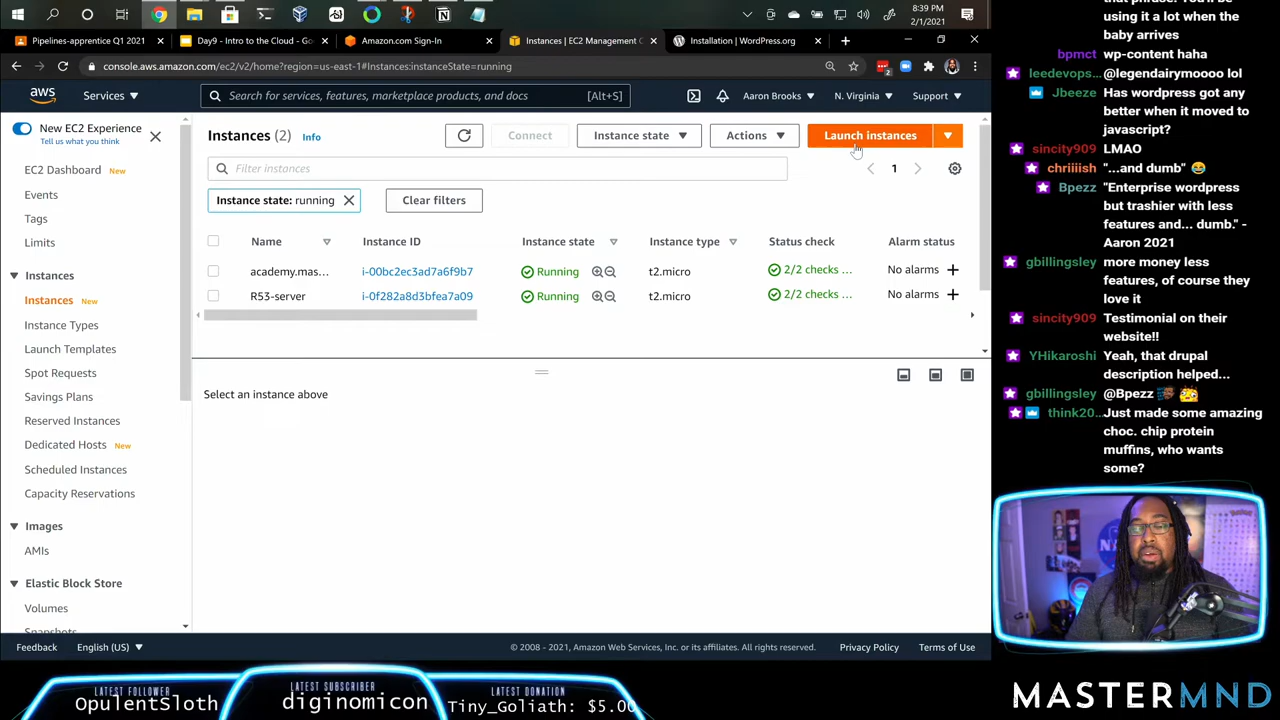 8:39 PM
2/1/2021
Pipelines-apprentice Q1 2021
Day9 - Intro to the Cloud - Go
Amazon.com Sign-In
Instances | EC2 Management C
Installation | WordPress.org
console.aws.amazon.com/ec2/v2/home?region=us-east-1#Instances:instanceState=running
2
aws
Services
Search for services, features, marketplace products, and docs
[Alt+S]
Aaron Brooks
N. Virginia
Support
New EC2 Experience
Tell us what you think
EC2 Dashboard New
Events
Tags
Limits
Instances
Instances New
Instance Types
Launch Templates
Spot Requests
Savings Plans
Reserved Instances
Dedicated Hosts New
Scheduled Instances
Capacity Reservations
Images
AMIs
Elastic Block Store
Volumes
Snapshots
Instances (2) Info
Connect
Instance state
Actions
Launch instances
Filter instances
1
Instance state: running
Clear filters
Name Instance ID Instance state Instance type Status check Alarm status
academy.mas... i-00bc2ec3ad7a6f9b7 Running t2.micro 2/2 checks ... No alarms
R53-server i-0f282a8d3bfea7a09 Running t2.micro 2/2 checks ... No alarms
Select an instance above
Feedback English (US) © 2008 - 2021, Amazon Web Services, Inc. or its affiliates. All rights reserved. Privacy Policy Terms of Use
that phrase. You'll be
using it a lot when the
baby arrives
bpmct wp-content haha
leedevops... @legendairymoooo lol
Jbeeze Has wordpress got any
better when it moved to
javascript?
sincity909 LMAO
chriiiish "...and dumb"
Bpezz "Enterprise wordpress
but trashier with less
features and... dumb." -
Aaron 2021
gbillingsley more money less
features, of course they
love it
sincity909 Testimonial on their
website!!
YHikaroshi Yeah, that drupal
description helped...
gbillingsley @Bpezz
think20... Just made some amazing
choc. chip protein
muffins, who wants
some?
LATEST FOLLOWER
OpulentSloth
LATEST SUBSCRIBER
diginomicon
LATEST DONATION
Tiny_Goliath: $5.00
MASTERMND